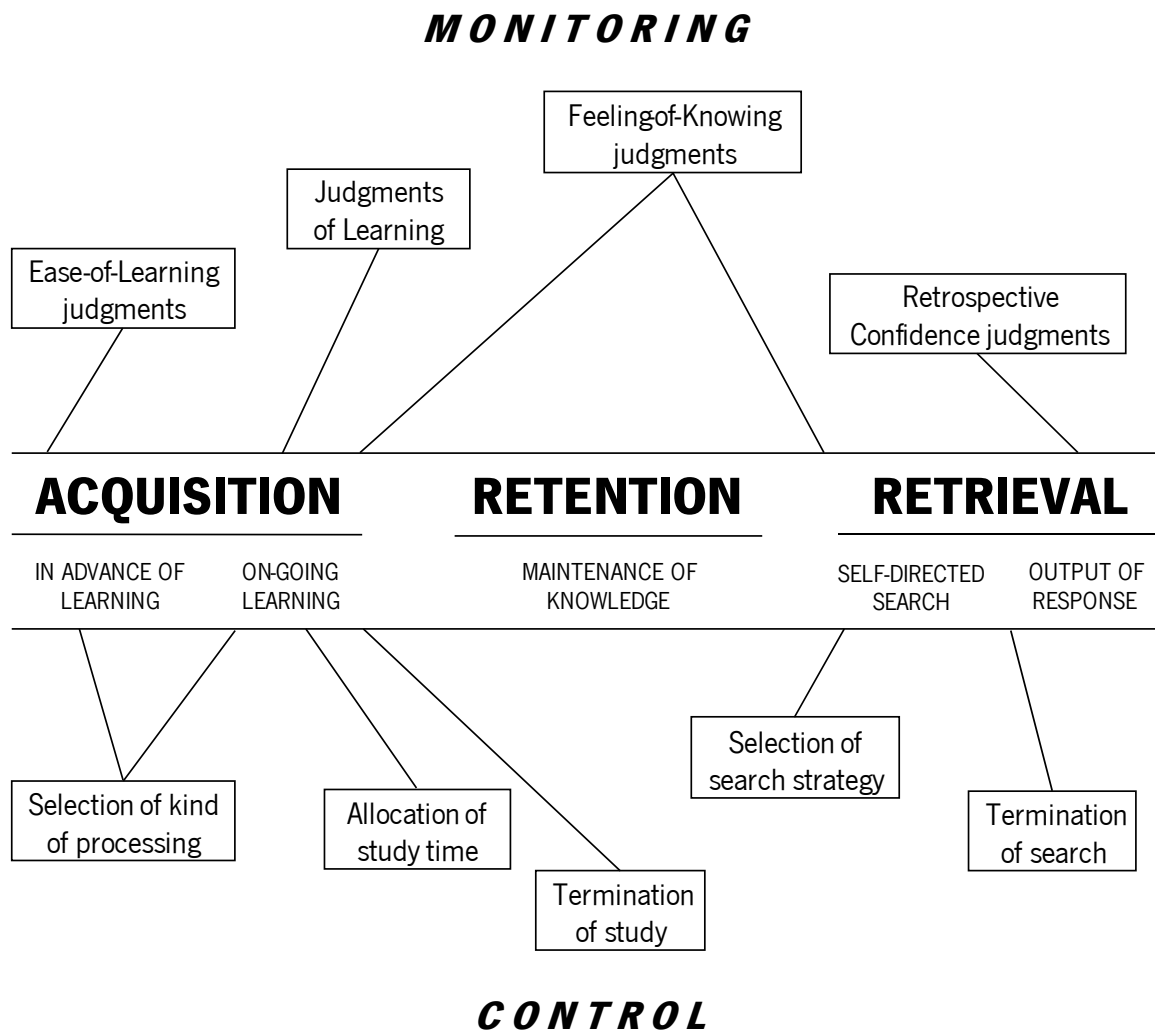 MONITORING
Feeling-of-Knowing
judgments
Judgments
of Learning
Ease-of-Learning
judgments
Retrospective
Confidence judgments
ACQUISITION
RETENTION
RETRIEVAL
IN ADVANCE OF
LEARNING
ON-GOING
LEARNING
MAINTENANCE OF
KNOWLEDGE
SELF-DIRECTED
SEARCH
OUTPUT OF
RESPONSE
Selection of kind
of processing
Allocation of
study time
Termination
of study
Selection of
search strategy
Termination
of search
CONTROL